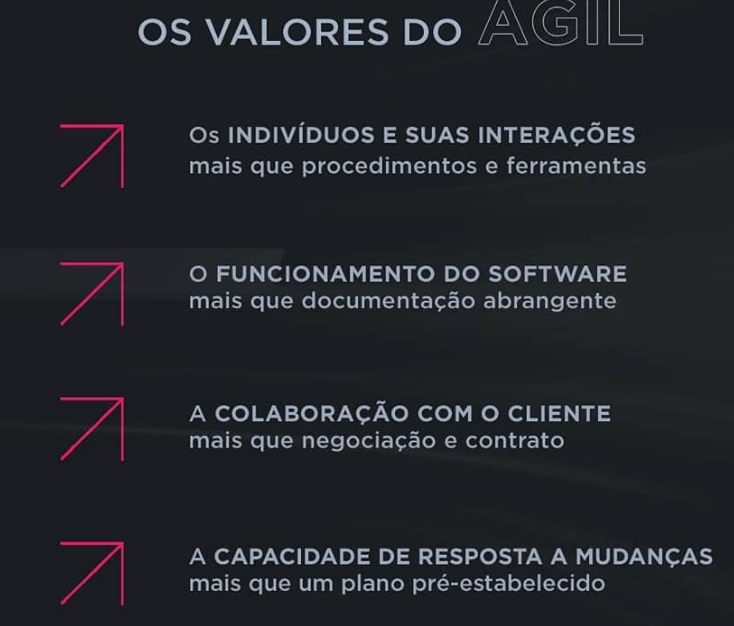 OS VALORES DO ÁGIL
Os INDIVÍDUOS E SUAS INTERAÇÕES
mais que procedimentos e ferramentas
O FUNCIONAMENTO DO SOFTWARE
mais que documentação abrangente
A COLABORAÇÃO COM O CLIENTE
mais que negociação e contrato
A CAPACIDADE DE RESPOSTA A MUDANÇAS
mais que um plano pré-estabelecido